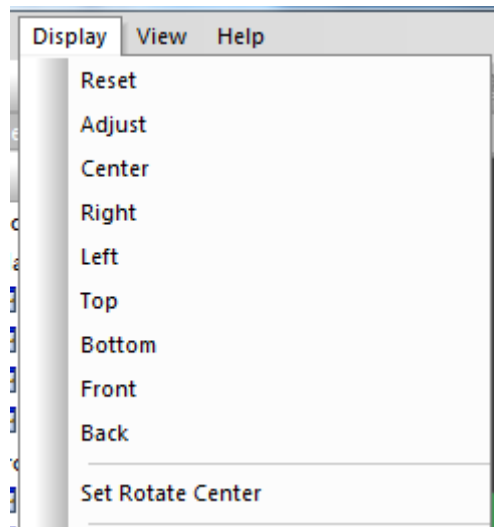 Display View Help
Reset
Adjust
Center
Right
Left
Top
Bottom
Front
Back
Set Rotate Center